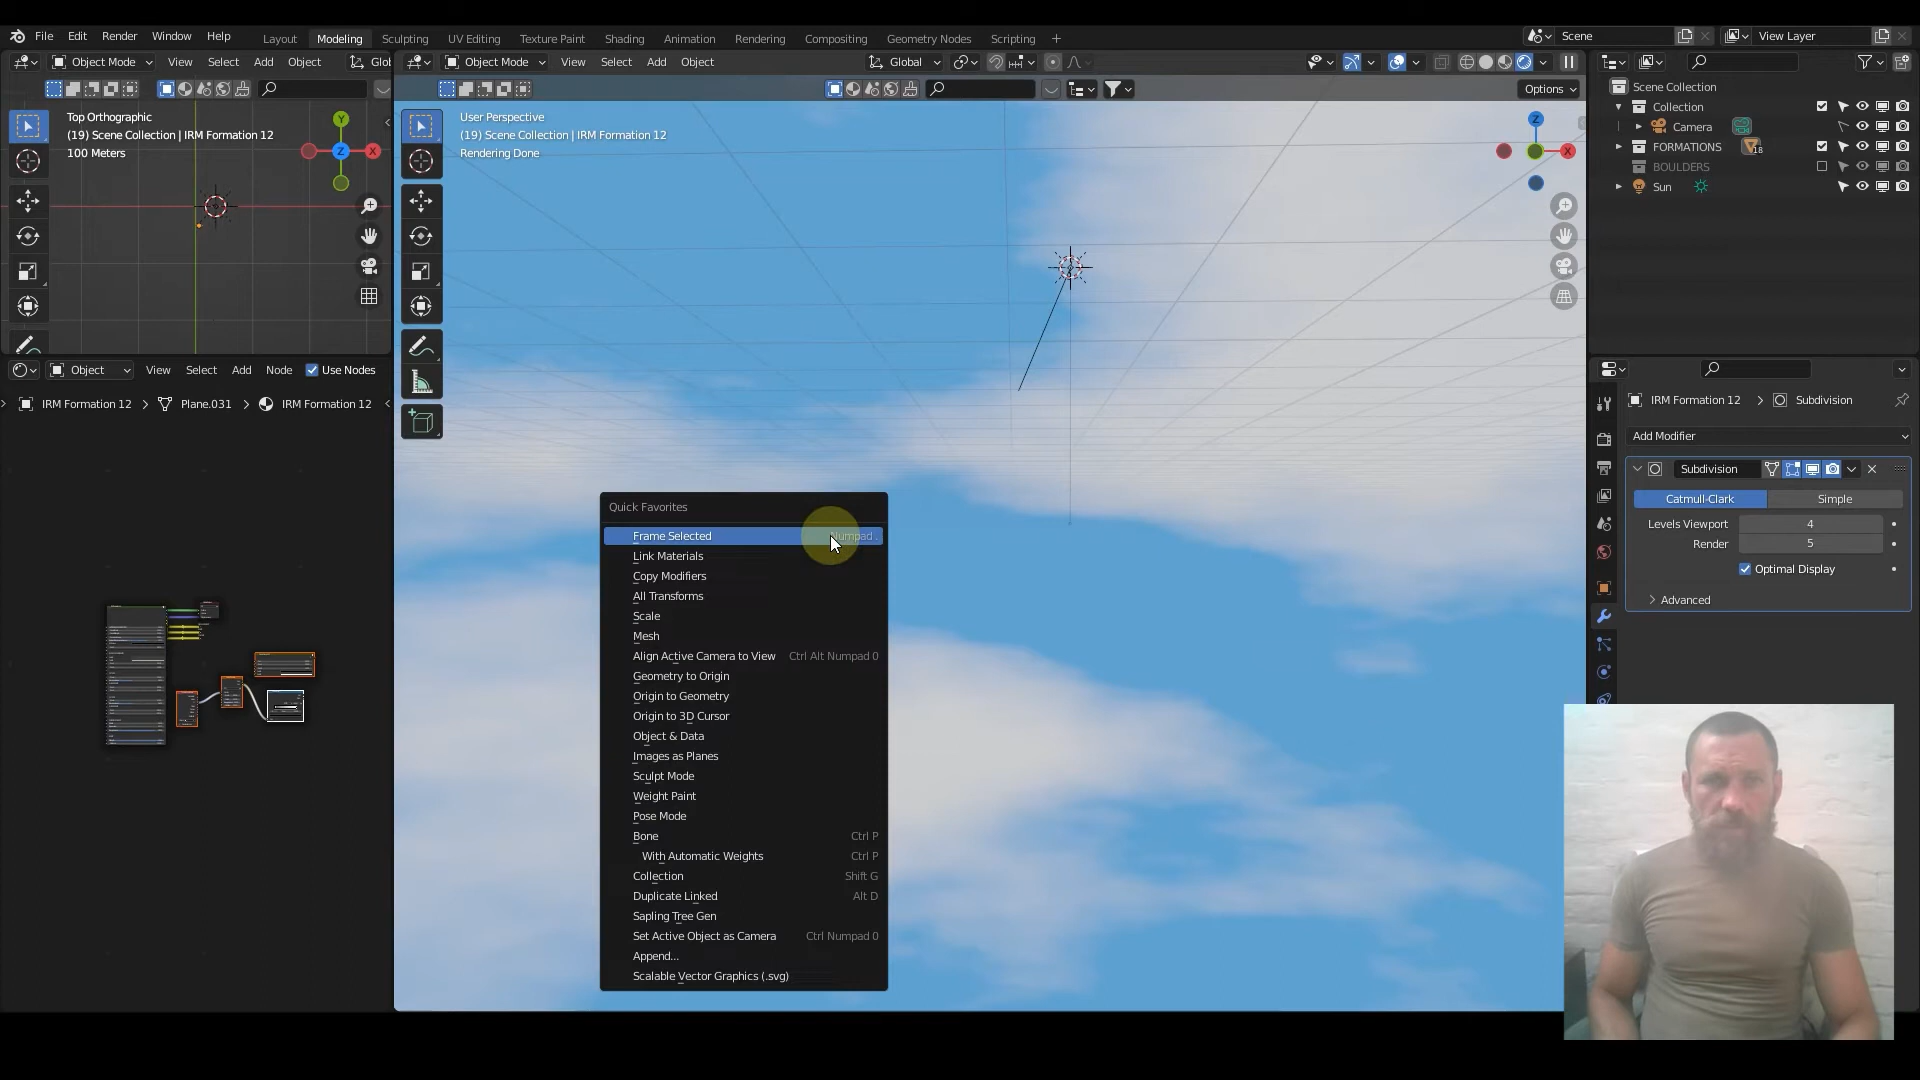 File Edit Render Window Help
Layout Modeling Sculpting UV Editing Texture Paint Shading Animation Rendering Compositing Geometry Nodes Scripting +
Scene
View Layer
Object Mode View Select Add Object
Object Mode View Select Add Object
Global
Options
Top Orthographic
(19) Scene Collection | IRM Formation 12
100 Meters
User Perspective
(19) Scene Collection | IRM Formation 12
Rendering Done
Y
Z
X
Z
X
Scene Collection
Collection
Camera
FORMATIONS
18
BOULDERS
Sun
Object View Select Add Node Use Nodes
IRM Formation 12 > Plane.031 > IRM Formation 12
IRM Formation 12 > Subdivision
Add Modifier
Subdivision
Catmull-Clark Simple
Levels Viewport 4
Render 5
Optimal Display
> Advanced
Quick Favorites
Frame Selected Numpad .
Link Materials
Copy Modifiers
All Transforms
Scale
Mesh
Align Active Camera to View Ctrl Alt Numpad 0
Geometry to Origin
Origin to Geometry
Origin to 3D Cursor
Object & Data
Images as Planes
Sculpt Mode
Weight Paint
Pose Mode
Bone Ctrl P
With Automatic Weights Ctrl P
Collection Shift G
Duplicate Linked Alt D
Sapling Tree Gen
Set Active Object as Camera Ctrl Numpad 0
Append...
Scalable Vector Graphics (.svg)